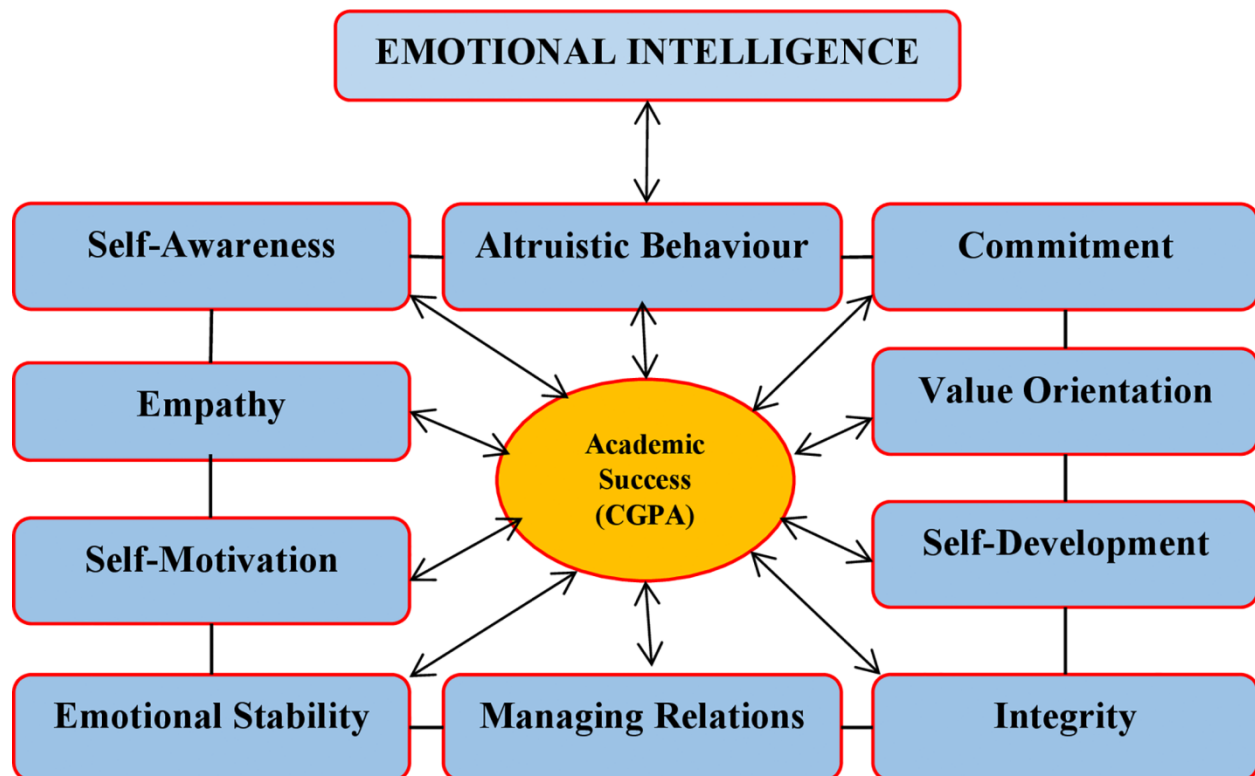 EMOTIONAL INTELLIGENCE
Self-Awareness
Altruistic Behaviour
Commitment
Empathy
Value Orientation
Academic
Success
(CGPA)
Self-Motivation
Self-Development
Emotional Stability
Managing Relations
Integrity